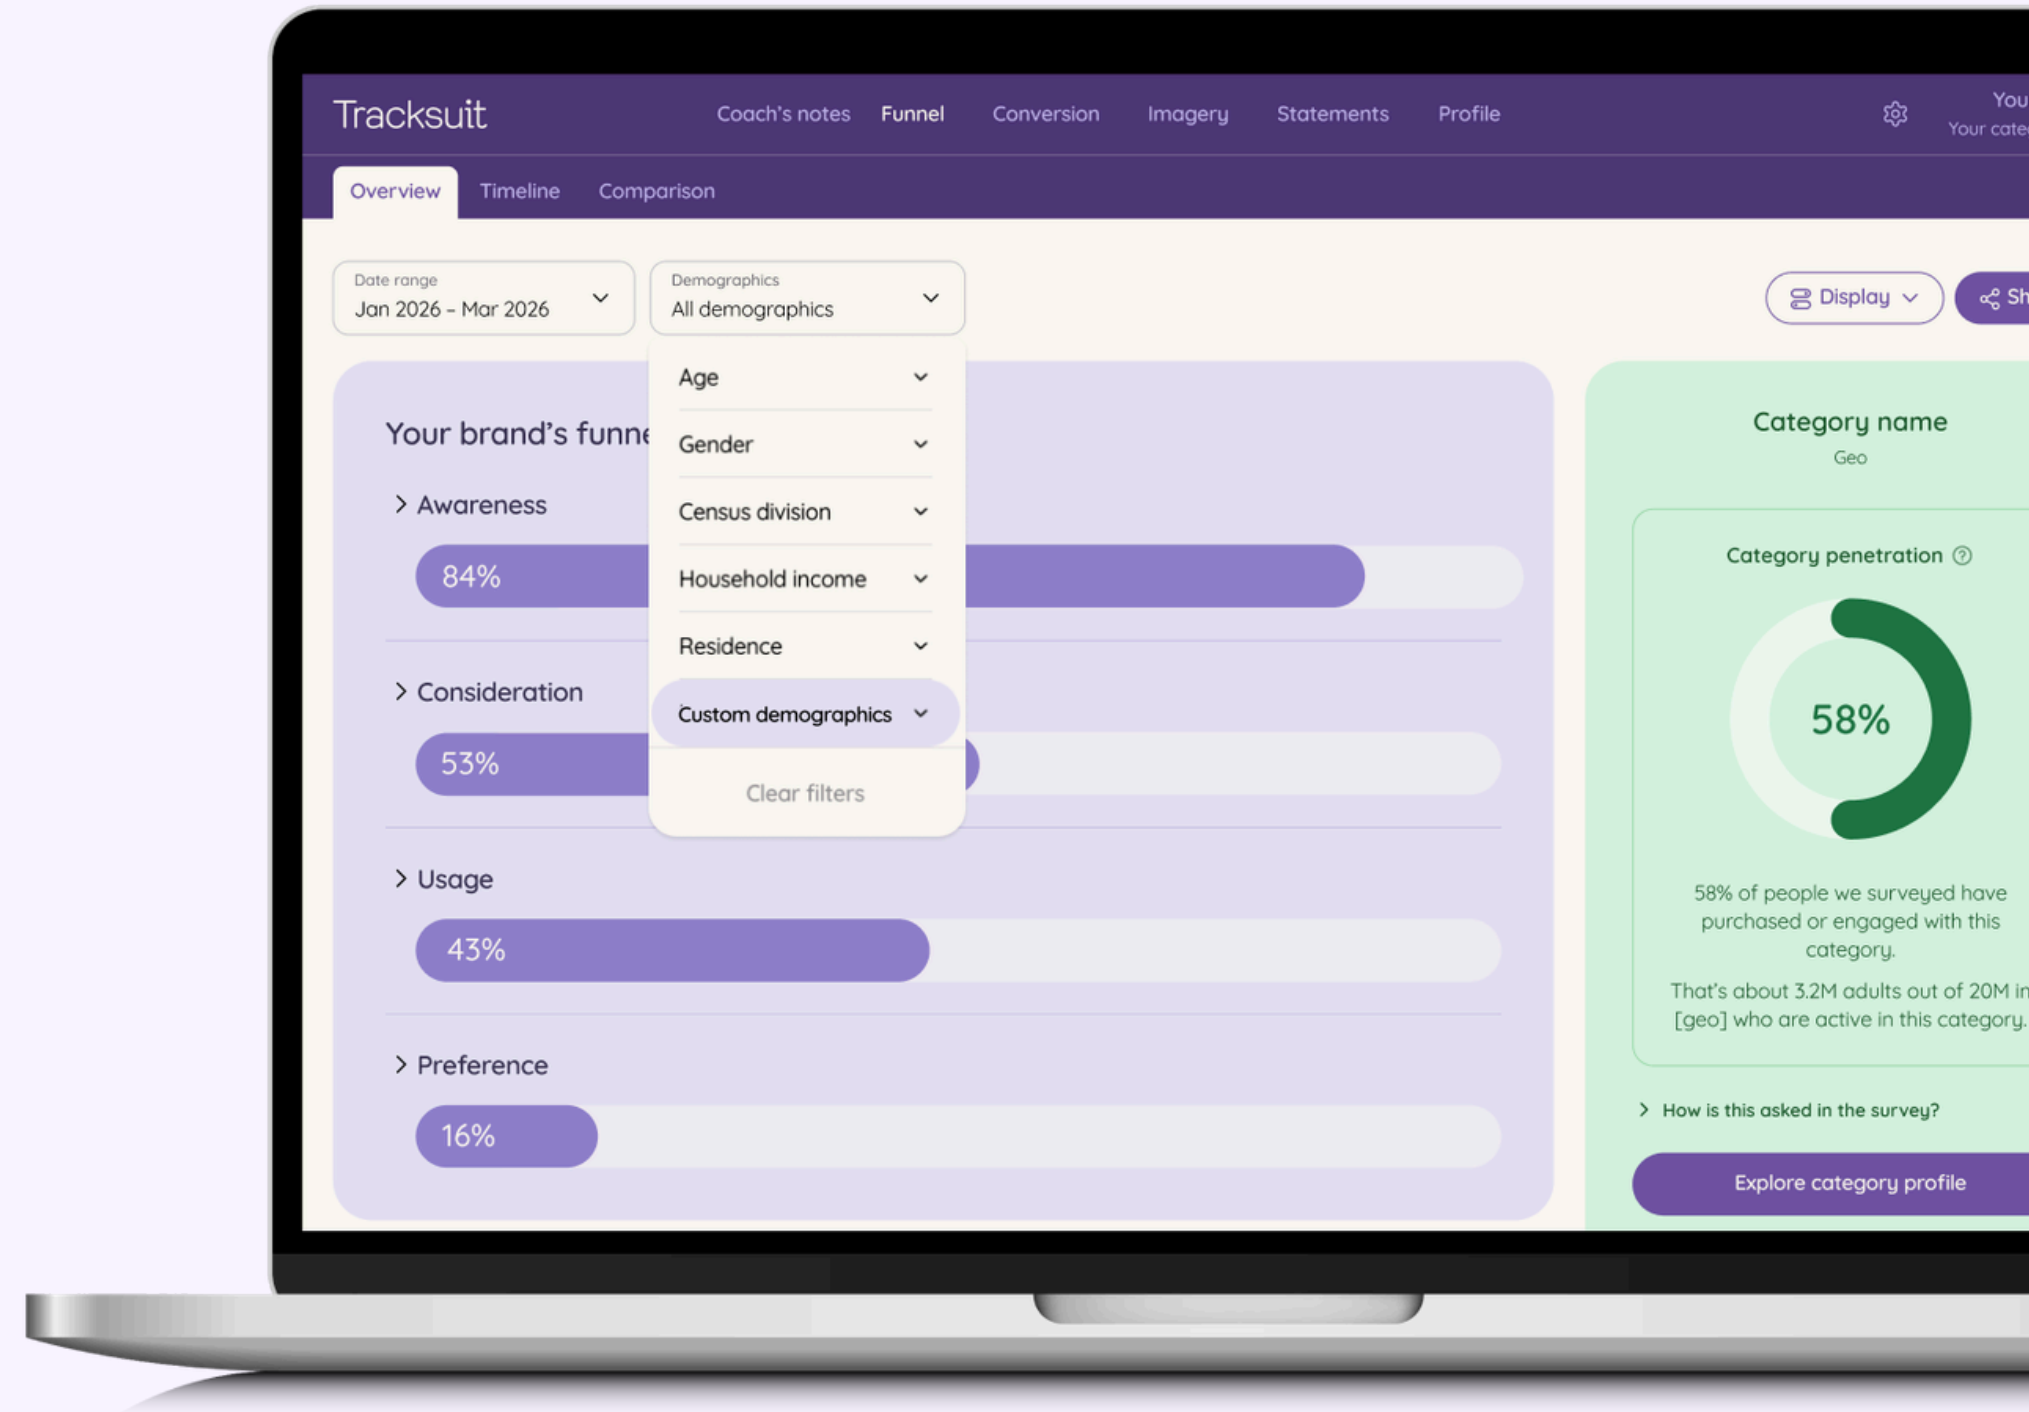 Tracksuit
Coach's notes
Funnel
Conversion
Imagery
Statements
Profile
You
Your
Overview
Timeline
Comparison
Date range
Jan 2026 – Mar 2026
Demographics
All demographics
Display
Age
Gender
Census division
Household income
Residence
Custom demographics
Clear filters
Your brand's
Awareness
84%
Consideration
53%
Usage
43%
Preference
16%
Category name
Geo
Category penetration
58%
58% of people we surveyed have
purchased or engaged with this
category.
That's about 3.2M adults out of 20M in
[geo] who are active in this category.
How is this asked in the survey?
Explore category profile